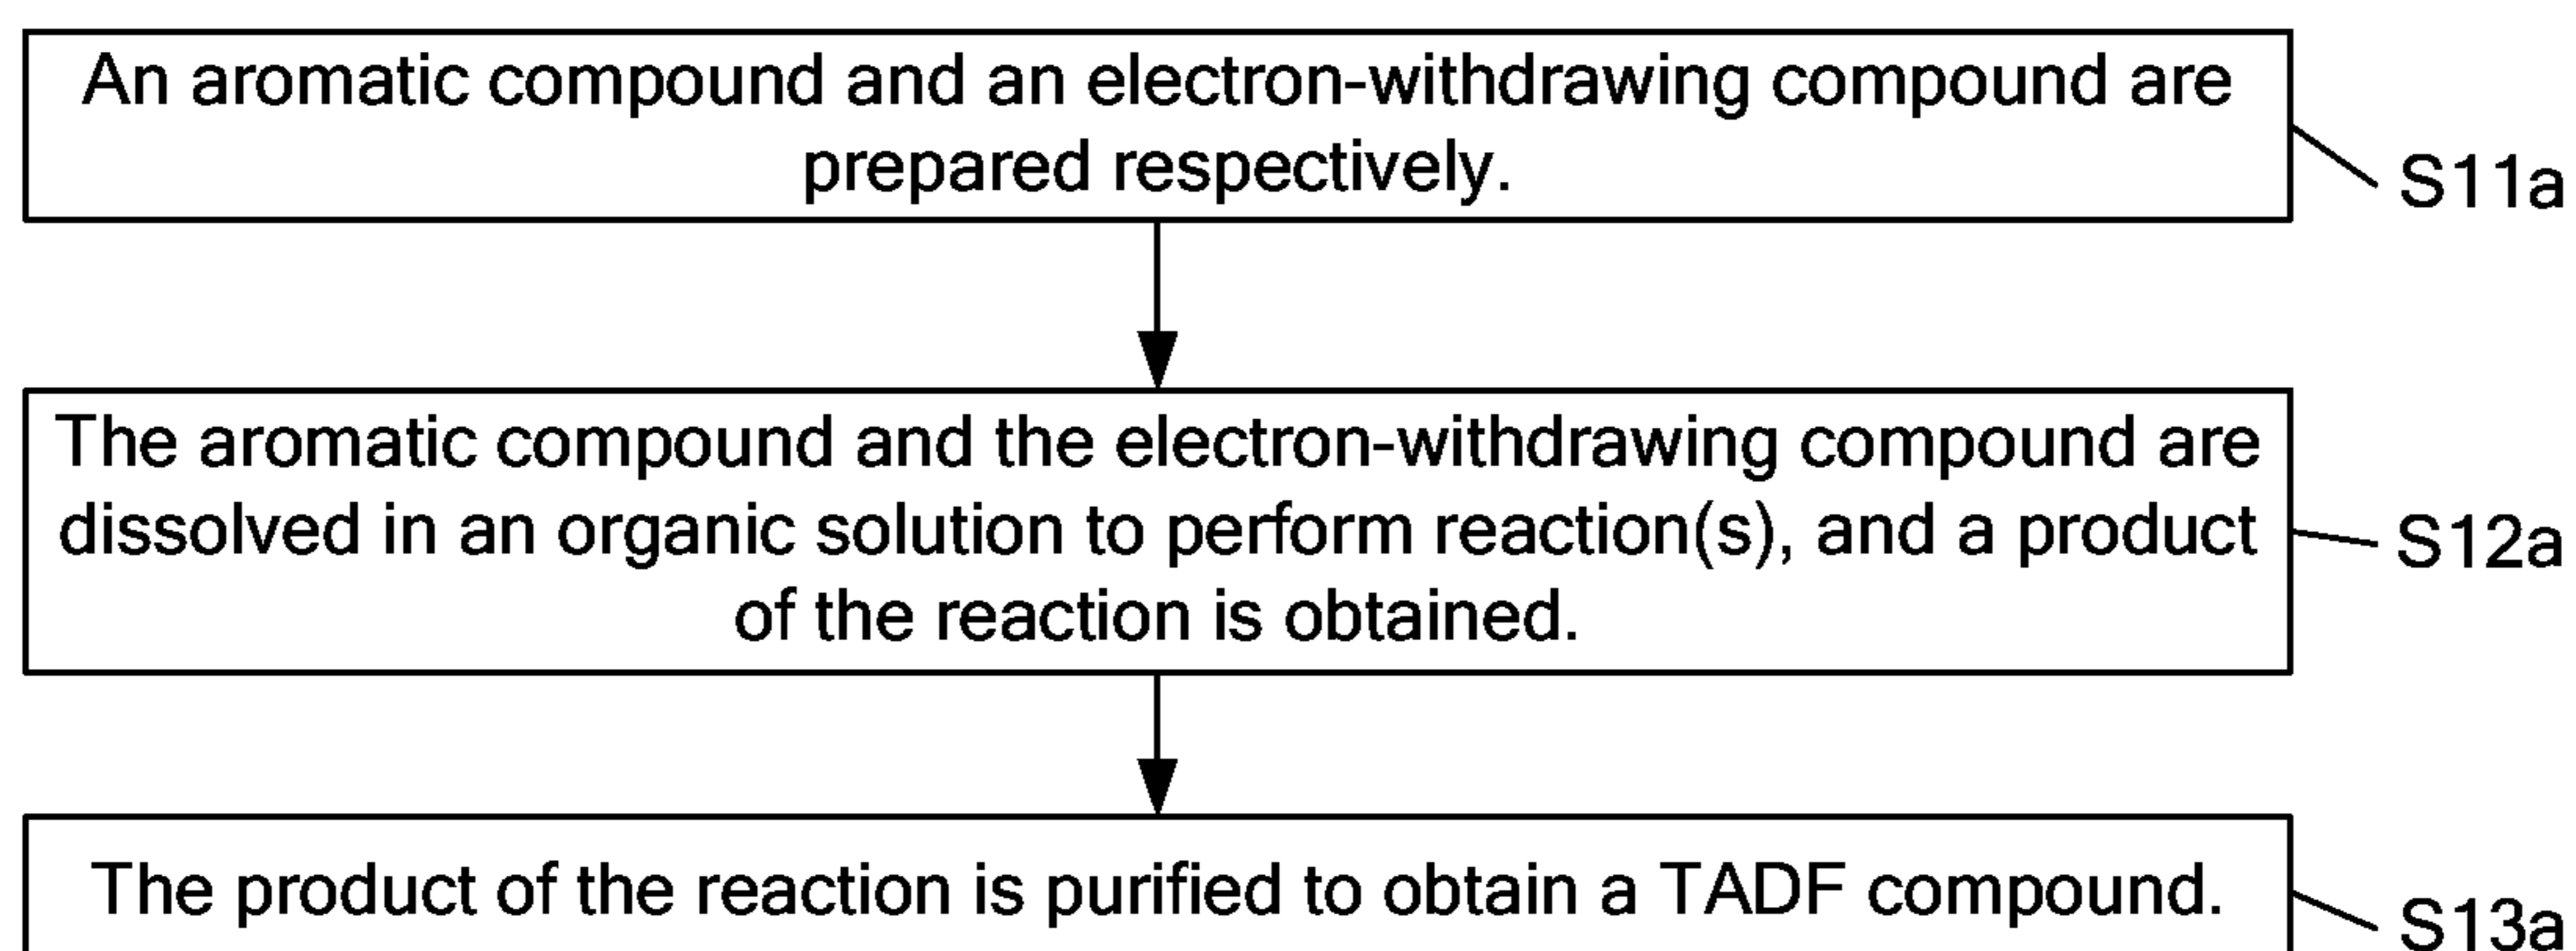 An aromatic compound and an electron-withdrawing compound are
prepared respectively.
S11a
The aromatic compound and the electron-withdrawing compound are
dissolved in an organic solution to perform reaction(s), and a product
of the reaction is obtained.
S12a
The product of the reaction is purified to obtain a TADF compound.
S13a